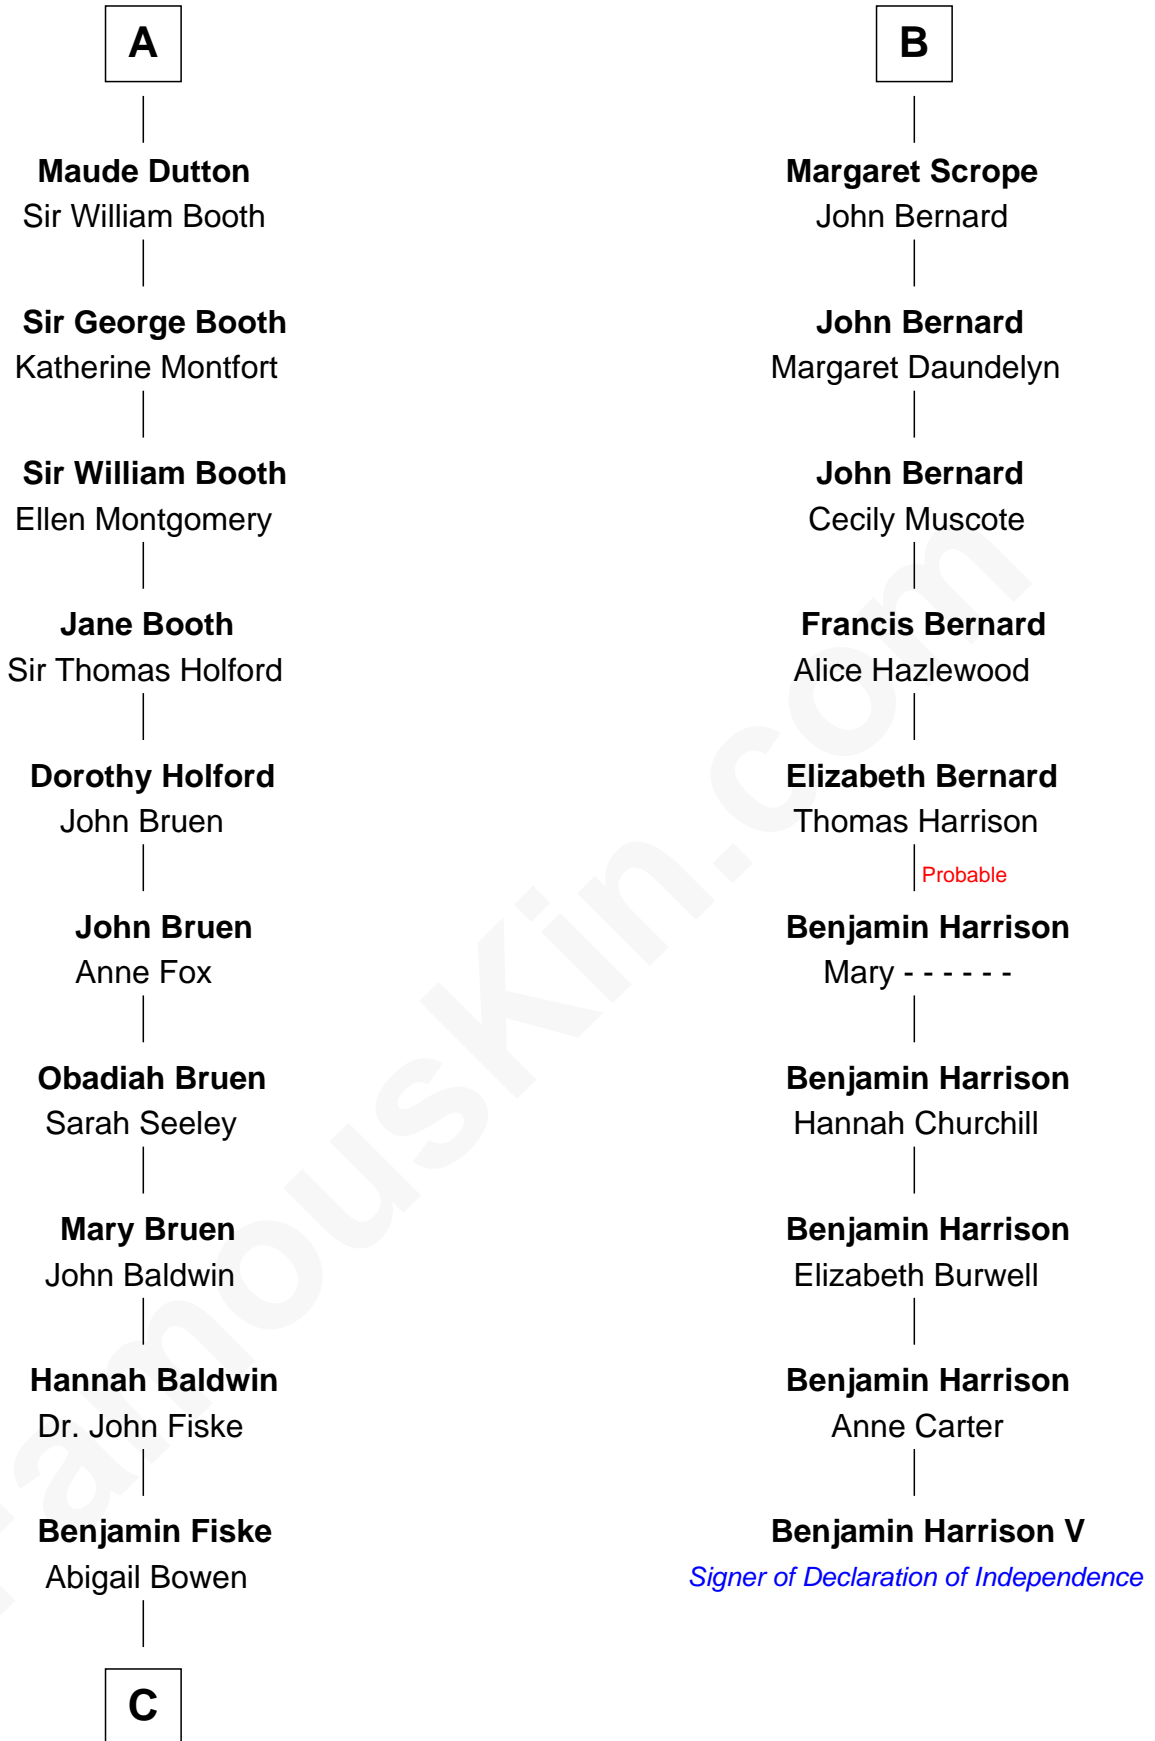 A
Maude Dutton
Sir William Booth
Sir George Booth
Katherine Montfort
Sir William Booth
Ellen Montgomery
Jane Booth
Sir Thomas Holford
Dorothy Holford
John Bruen
John Bruen
Anne Fox
Obadiah Bruen
Sarah Seeley
Mary Bruen
John Baldwin
Hannah Baldwin
Dr. John Fiske
Benjamin Fiske
Abigail Bowen
C
B
Margaret Scrope
John Bernard
John Bernard
Margaret Daundelyn
John Bernard
Cecily Muscote
Francis Bernard
Alice Hazlewood
Elizabeth Bernard
Thomas Harrison
Probable
Benjamin Harrison
Mary - - - - - -
Benjamin Harrison
Hannah Churchill
Benjamin Harrison
Elizabeth Burwell
Benjamin Harrison
Anne Carter
Benjamin Harrison V
Signer of Declaration of Independence
FamousKin.com